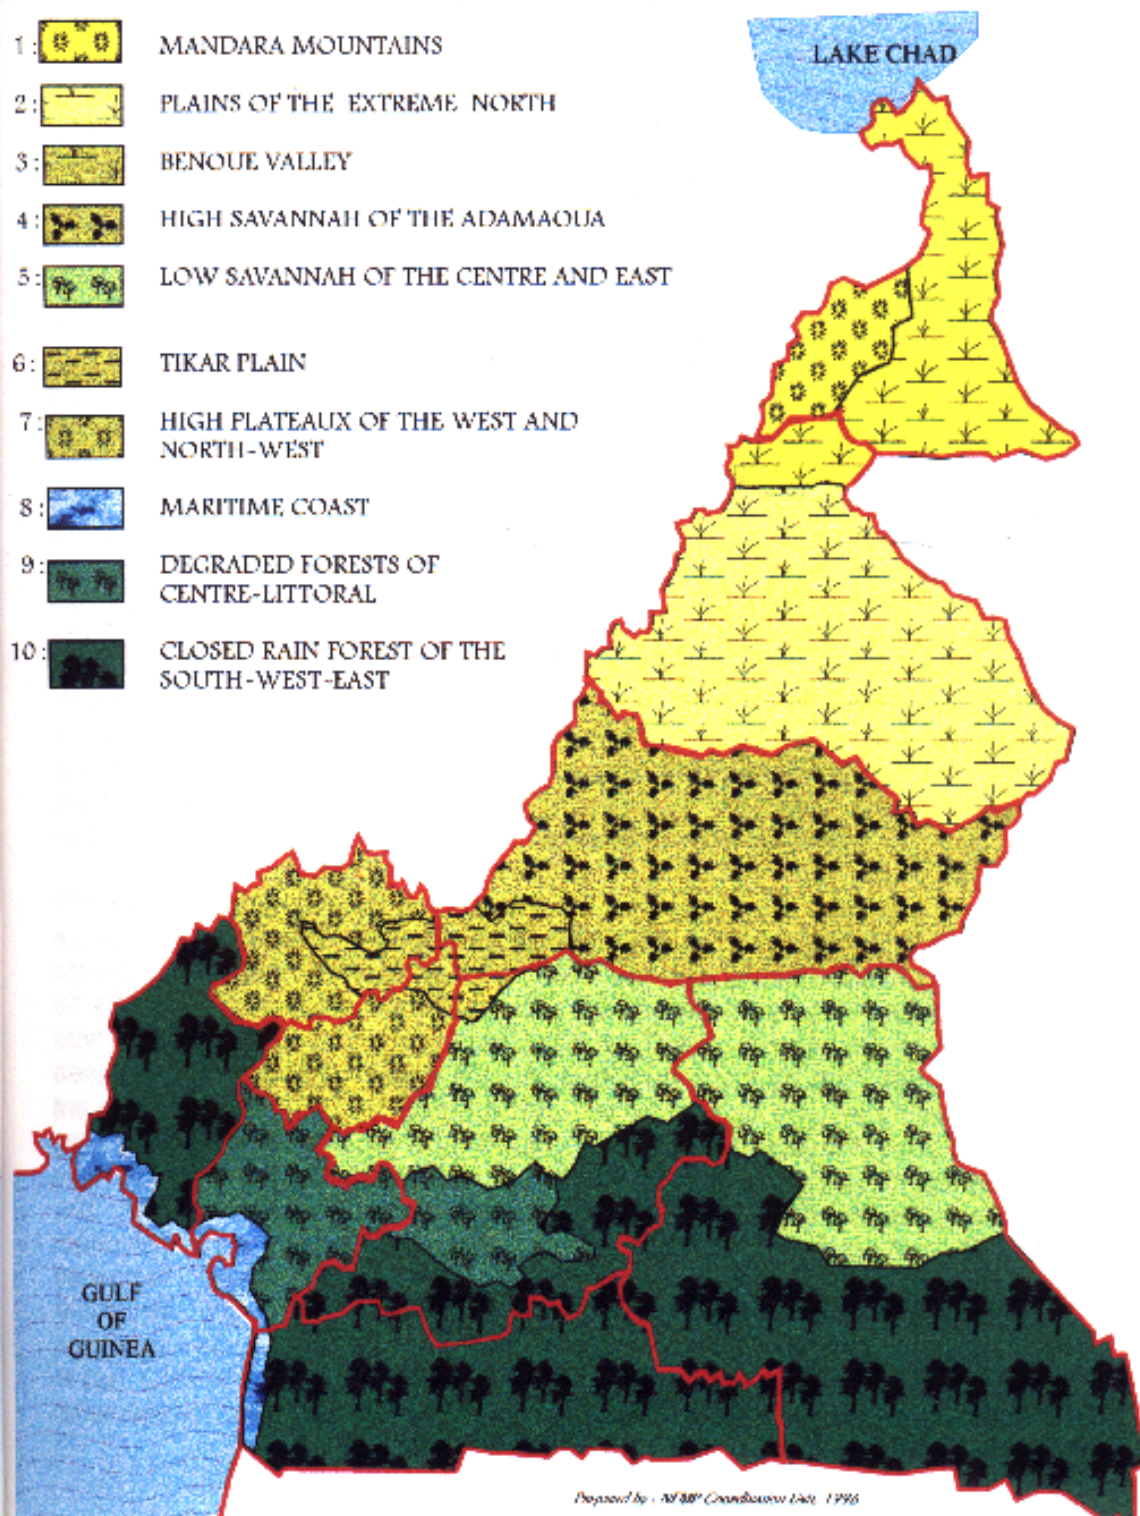 1: MANDARA MOUNTAINS
2: PLAINS OF THE EXTREME NORTH
3: BENOUE VALLEY
4: HIGH SAVANNAH OF THE ADAMAOUA
5: LOW SAVANNAH OF THE CENTRE AND EAST
6: TIKAR PLAIN
7: HIGH PLATEAUX OF THE WEST AND
NORTH-WEST
8: MARITIME COAST
9: DEGRADED FORESTS OF
CENTRE-LITTORAL
10: CLOSED RAIN FOREST OF THE
SOUTH-WEST-EAST
LAKE CHAD
GULF
OF
GUINEA
Prepared by : Coordination Unit, 1996